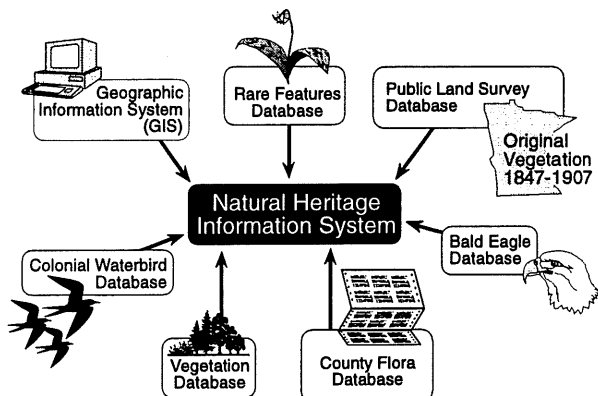 Geographic
Information System
(GIS)
Rare Features
Database
Public Land Survey
Database
Original
Vegetation
1847-1907
Natural Heritage
Information System
Colonial Waterbird
Database
Bald Eagle
Database
Vegetation
Database
County Flora
Database